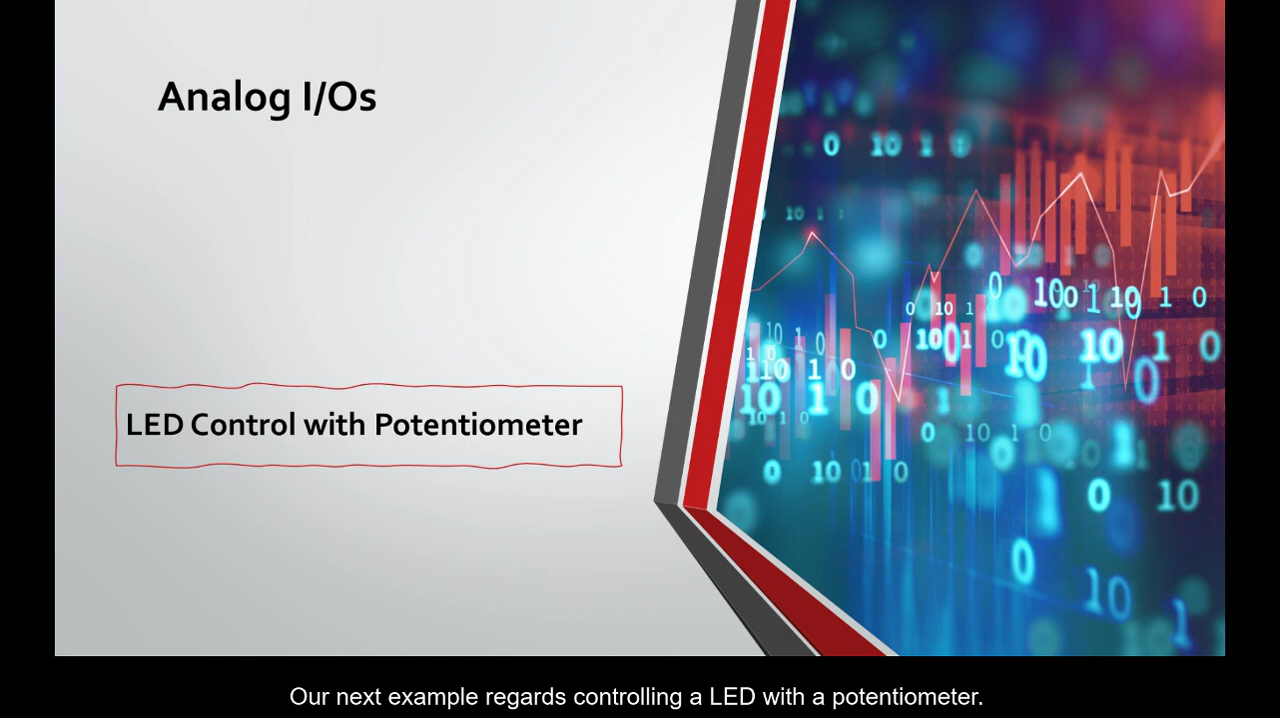 Analog I/Os
LED Control with Potentiometer
Our next example regards controlling a LED with a potentiometer.